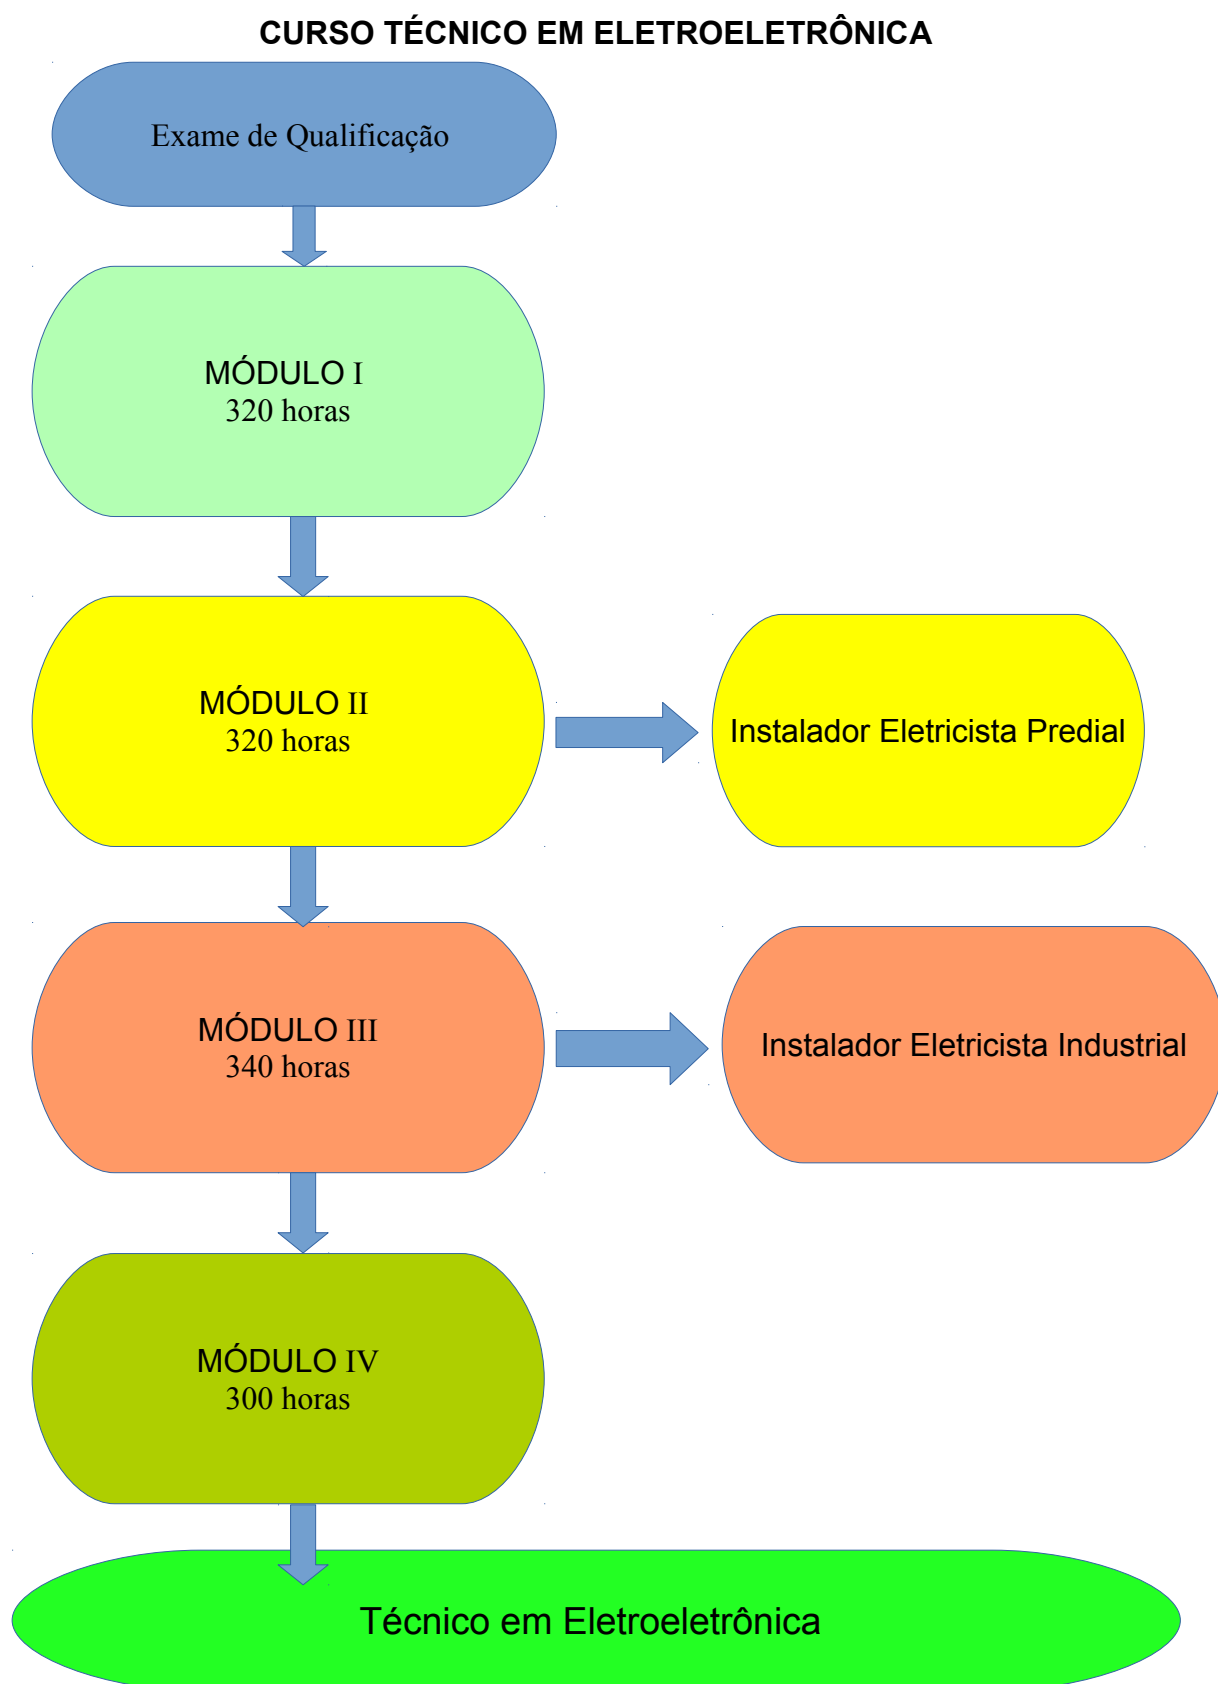 CURSO TÉCNICO EM ELETROELETRÔNICA
Exame de Qualificação
MÓDULO I
320 horas
MÓDULO II
320 horas
Instalador Eletricista Predial
MÓDULO III
340 horas
Instalador Eletricista Industrial
MÓDULO IV
300 horas
Técnico em Eletroeletrônica